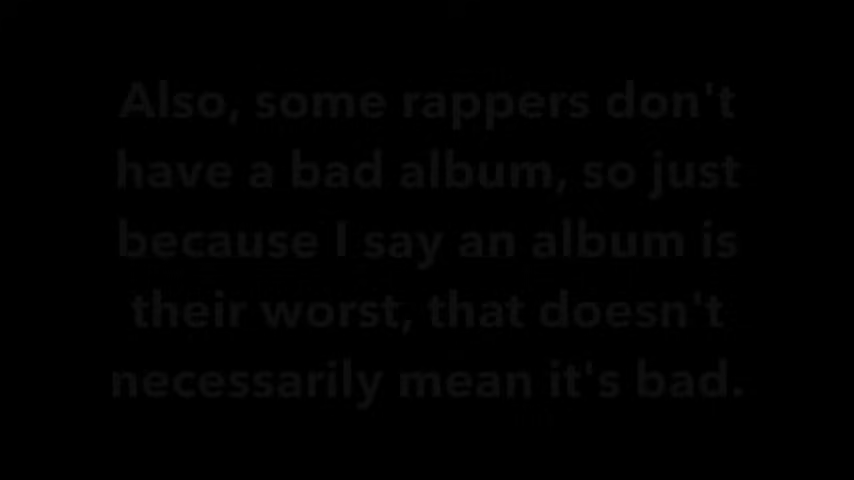 Also, some rappers don't
have a bad album, so just
because I say an album is
their worst, that doesn't
necessarily mean it's bad.